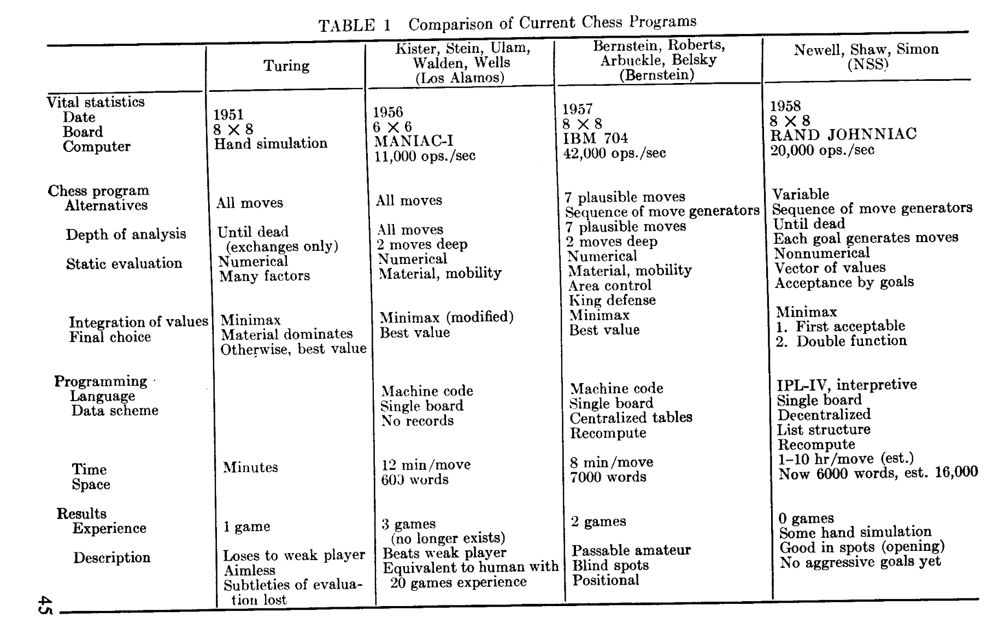 TABLE 1 Comparison of Current Chess Programs
Turing
Kister, Stein, Ulam,
Walden, Wells
(Los Alamos)
Bernstein, Roberts,
Arbuckle, Belsky
(Bernstein)
Newell, Shaw, Simon
(NSS)
Vital statistics
Date 1951 1956 1957 1958
Board 8 × 8 6 × 6 8 × 8 8 × 8
Computer Hand simulation MANIAC-I IBM 704 RAND JOHNNIAC
11,000 ops./sec 42,000 ops./sec 20,000 ops./sec
Chess program
Alternatives All moves All moves 7 plausible moves Variable
Sequence of move generators Sequence of move generators
Depth of analysis Until dead All moves 7 plausible moves Until dead
(exchanges only) 2 moves deep 2 moves deep Each goal generates moves
Static evaluation Numerical Numerical Numerical Nonnumerical
Many factors Material, mobility Material, mobility Vector of values
Area control Acceptance by goals
King defense
Integration of values Minimax Minimax (modified) Minimax Minimax
Final choice Material dominates Best value Best value 1. First acceptable
Otherwise, best value 2. Double function
Programming
Language Machine code Machine code IPL-IV, interpretive
Data scheme Single board Single board Single board
No records Centralized tables Decentralized
Recompute List structure
Recompute
Time Minutes 12 min/move 8 min/move 1–10 hr/move (est.)
Space 600 words 7000 words Now 6000 words, est. 16,000
Results
Experience 1 game 3 games 2 games 0 games
(no longer exists) Some hand simulation
Description Loses to weak player Beats weak player Passable amateur Good in spots (opening)
Aimless Equivalent to human with Blind spots No aggressive goals yet
Subtleties of evalua- 20 games experience Positional
tion lost
45